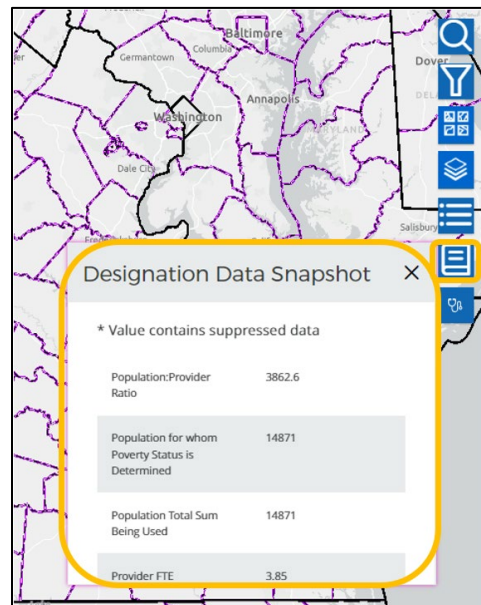 Baltimore
Columbia
Germantown
Dover
Annapolis
Washington
MARYLAND
Dale City
Salisbury
Designation Data Snapshot
* Value contains suppressed data
Population:Provider 3862.6
Ratio
Population for whom 14871
Poverty Status is
Determined
Population Total Sum 14871
Being Used
Provider FTE 3.85